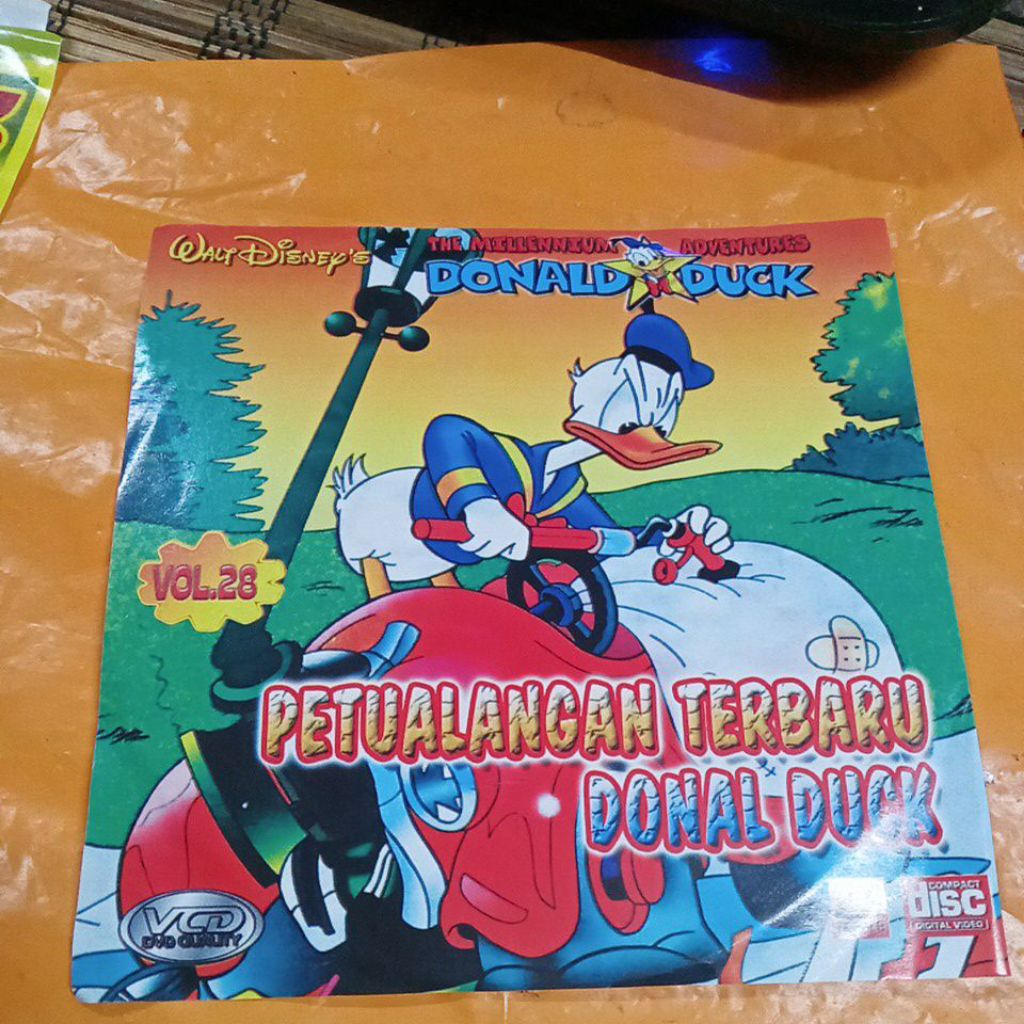 WALT DISNEY'S
THE MILLENNIUM ADVENTURES
DONALD DUCK
VOL.28
PETUALANGAN TERBARU
DONAL DUCK
VCD
DVD QUALITY
COMPACT
disc
DIGITAL VIDEO